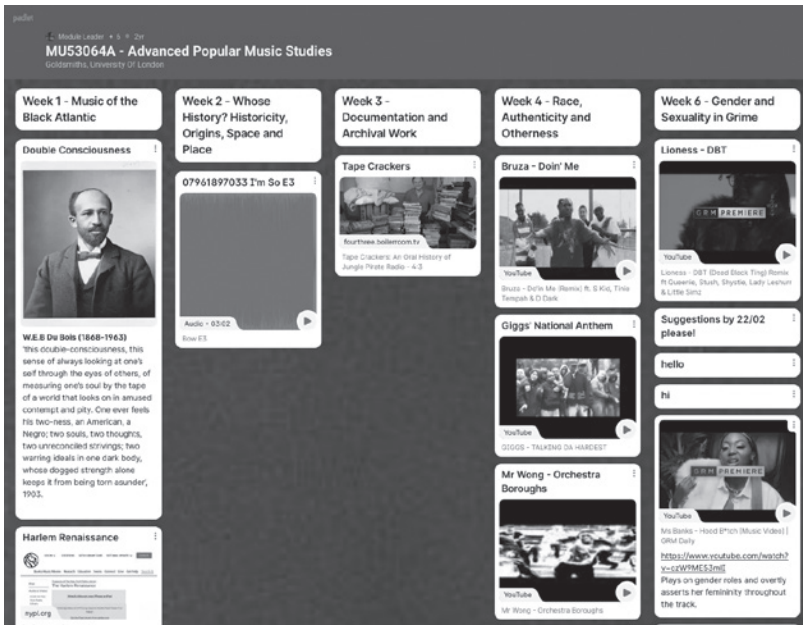 padlet
Module Leader + 6 2yr
MU53064A - Advanced Popular Music Studies
Goldsmiths, University Of London
Week 1 - Music of the
Black Atlantic
Double Consciousness
W.E.B Du Bois (1868-1963)
'this double-consciousness, this
sense of always looking at one's
self through the eyes of others, of
measuring one's soul by the tape
of a world that looks on in amused
contempt and pity. One ever feels
his two-ness, an American, a
Negro; two souls, two thoughts,
two unreconciled strivings; two
warring ideals in one dark body,
whose dogged strength alone
keeps it from being torn asunder',
1903.
Harlem Renaissance
The Harlem Renaissance
nypl.org
Week 2 - Whose
History? Historicity,
Origins, Space and
Place
07961897033 I'm So E3
Audio - 03:02
Bow E3
Week 3 -
Documentation and
Archival Work
Tape Crackers
fourthree.boilerroom.tv
Tape Crackers: An Oral History of
Jungle Pirate Radio - 4:3
Week 4 - Race,
Authenticity and
Otherness
Bruza - Doin' Me
YouTube
Bruza - Do'in Me (Remix) ft. S Kid, Tinie
Tempah & D Dark
Giggs' National Anthem
YouTube
GIGGS - TALKING DA HARDEST
Mr Wong - Orchestra
Boroughs
YouTube
Mr Wong - Orchestra Boroughs
Week 6 - Gender and
Sexuality in Grime
Lioness - DBT
GRM PREMIERE
YouTube
Lioness - DBT (Dead Black Ting) Remix
ft Queenie, Stush, Shystie, Lady Leshurr
& Little Simz
Suggestions by 22/02
please!
hello
hi
GRM PREMIERE
YouTube
Ms Banks - Hood B*tch (Music Video) |
GRM Daily
https://www.youtube.com/watch?
Plays on gender roles and overtly
asserts her femininity throughout
the track.